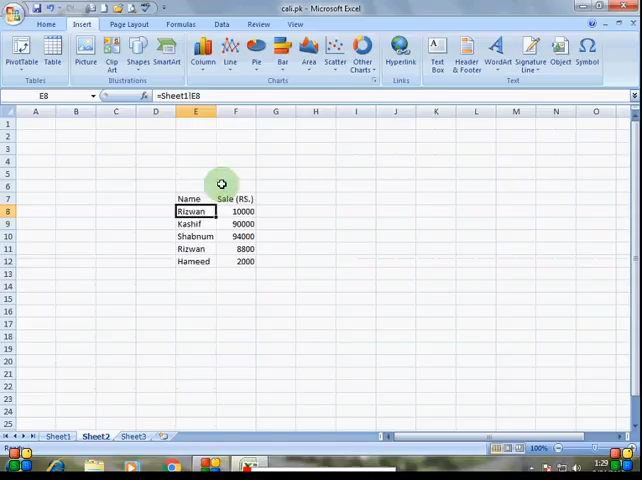 cali.pk - Microsoft Excel
Home Insert Page Layout Formulas Data Review View
PivotTable Table Picture Clip Art Shapes SmartArt Column Line Pie Bar Area Scatter Other Charts Hyperlink Text Box Header & Footer WordArt Signature Line Object Symbol
Tables Illustrations Charts Links Text
E8 =Sheet1!E8
A B C D E F G H I J K L M N O
1
2
3
4
5
6
7 Name Sale (RS.)
8 Rizwan 10000
9 Kashif 90000
10 Shabnum 94000
11 Rizwan 8800
12 Hameed 2000
13
14
15
16
17
18
19
20
21
22
23
24
25
Sheet1 Sheet2 Sheet3
100%
1:29